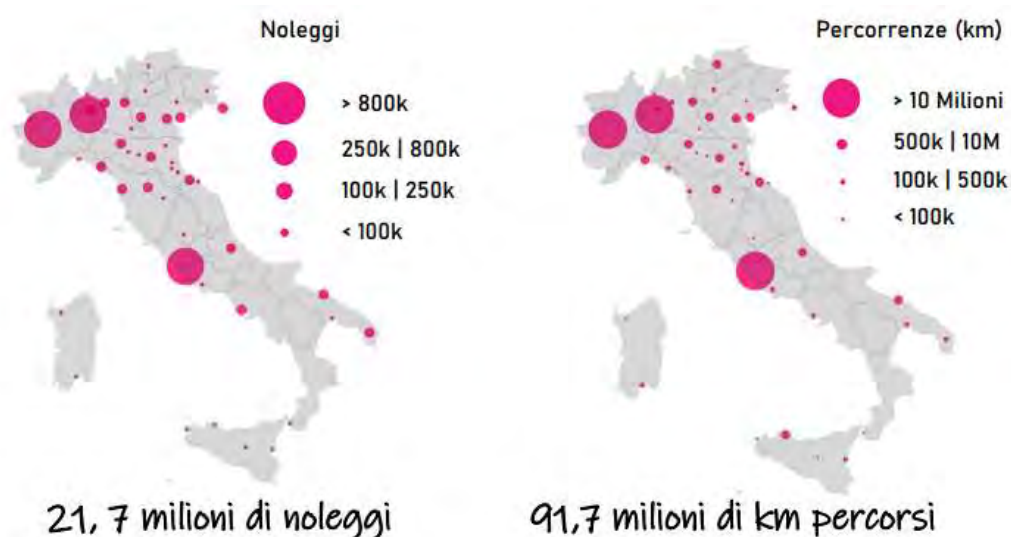 Noleggi
> 800k
250k | 800k
100k | 250k
< 100k
21, 7 milioni di noleggi
Percorrenze (km)
> 10 Milioni
500k | 10M
100k | 500k
< 100k
91,7 milioni di km percorsi